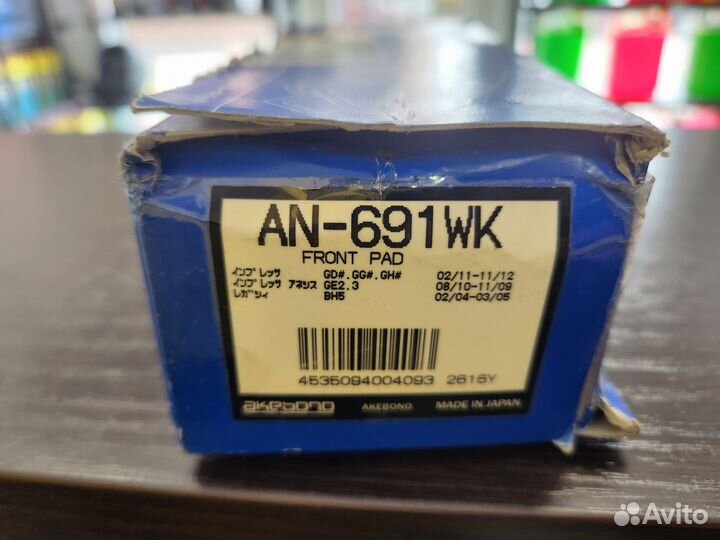 AN-691WK
FRONT PAD
インプレッサ GD#.GG#.GH# 02/11-11/12
インプレッサ アネシス GE2.3 08/10-11/09
レガシィ BH5 02/04-03/05
4535094004093 2616Y
akebono AKEBONO MADE IN JAPAN
Avito